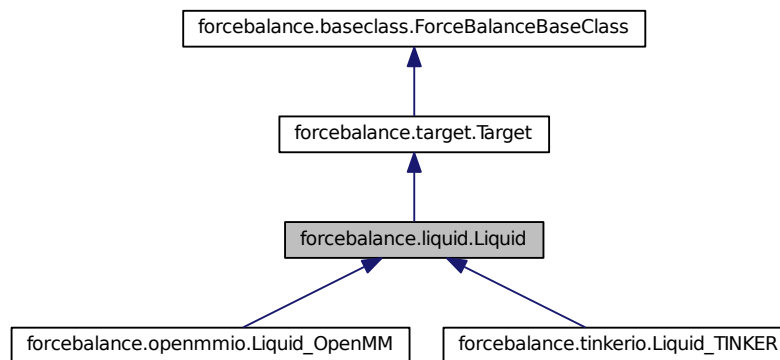 forcebalance.baseclass.ForceBalanceBaseClass
forcebalance.target.Target
forcebalance.liquid.Liquid
forcebalance.openmmio.Liquid_OpenMM
forcebalance.tinkerio.Liquid_TINKER